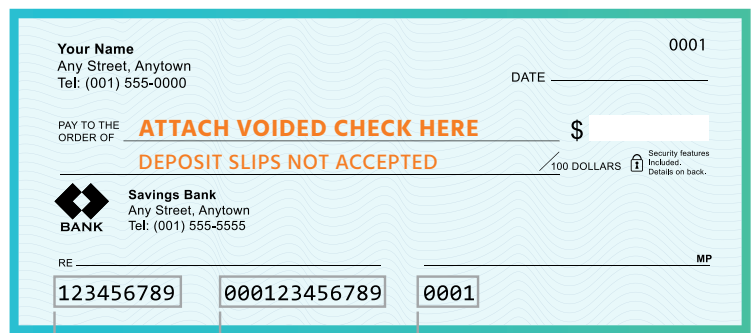 Your Name 0001
Any Street, Anytown
Tel: (001) 555-0000
DATE
PAY TO THE
ORDER OF ATTACH VOIDED CHECK HERE $
DEPOSIT SLIPS NOT ACCEPTED /100 DOLLARS
Security features
Included.
Details on back.
Savings Bank
Any Street, Anytown
BANK Tel: (001) 555-5555
RE MP
123456789 000123456789 0001